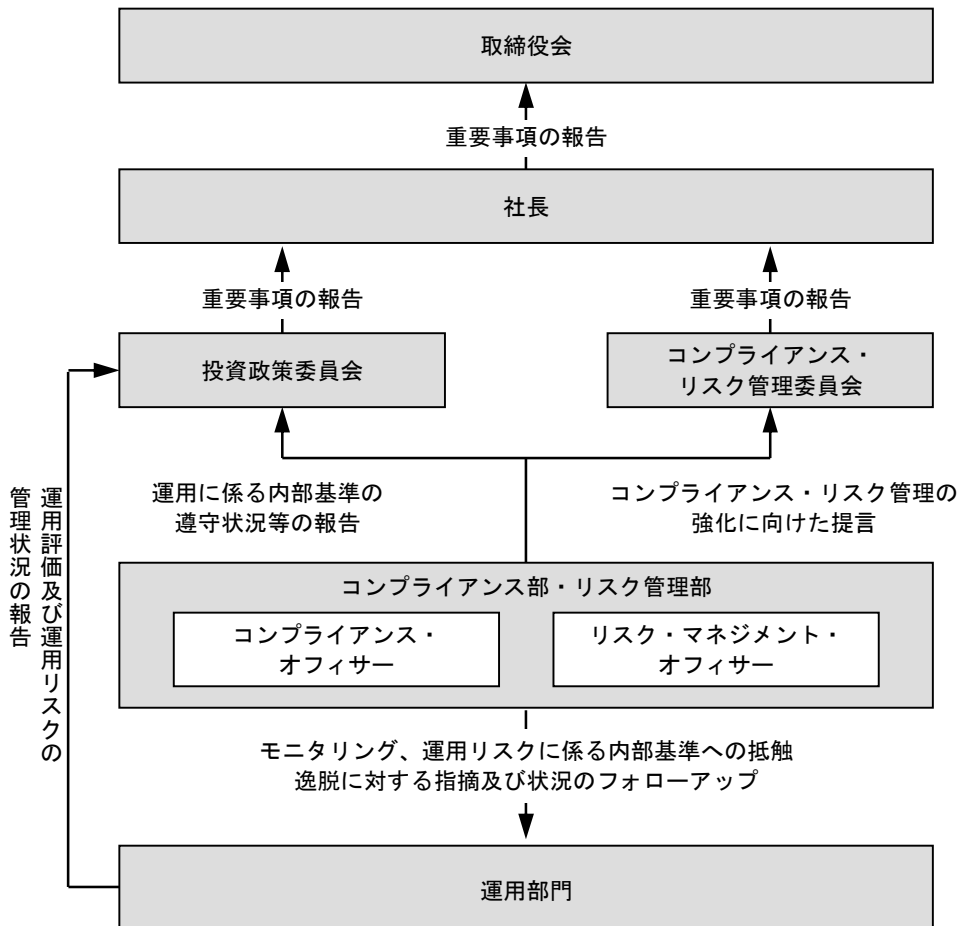 取締役会
重要事項の報告
社長
重要事項の報告
重要事項の報告
投資政策委員会
コンプライアンス・
リスク管理委員会
運用に係る内部基準の
遵守状況等の報告
コンプライアンス・リスク管理の
強化に向けた提言
運用評価及び運用リスクの
管理状況の報告
コンプライアンス部・リスク管理部
コンプライアンス・
オフィサー
リスク・マネジメント・
オフィサー
モニタリング、運用リスクに係る内部基準への抵触
逸脱に対する指摘及び状況のフォローアップ
運用部門